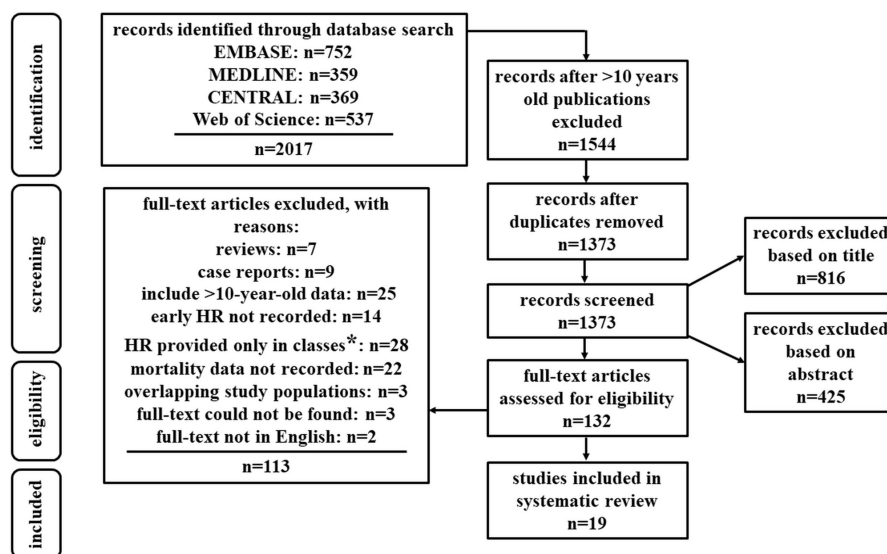 identification
screening
eligibility
included
records identified through database search
EMBASE: n=752
MEDLINE: n=359
CENTRAL: n=369
Web of Science: n=537
n=2017
records after >10 years
old publications
excluded
n=1544
records after
duplicates removed
n=1373
records screened
n=1373
records excluded
based on title
n=816
records excluded
based on
abstract
n=425
full-text articles
assessed for eligibility
n=132
full-text articles excluded, with
reasons:
reviews: n=7
case reports: n=9
include >10-year-old data: n=25
early HR not recorded: n=14
HR provided only in classes*: n=28
mortality data not recorded: n=22
overlapping study populations: n=3
full-text could not be found: n=3
full-text not in English: n=2
n=113
studies included in
systematic review
n=19